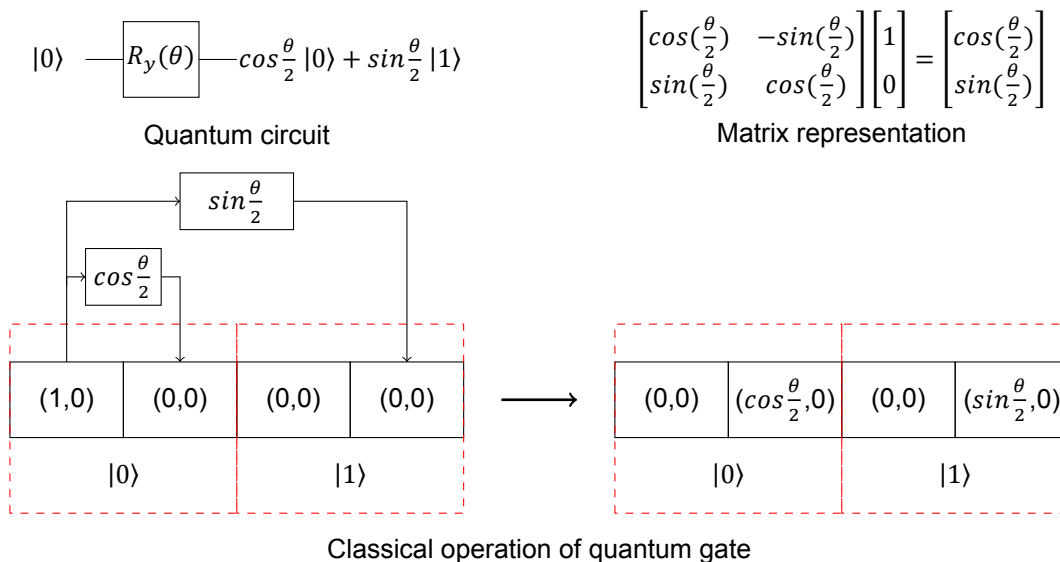 |0⟩ R_y(θ) cos θ/2 |0⟩ + sin θ/2 |1⟩
Quantum circuit
[cos(θ/2) −sin(θ/2)] [1] = [cos(θ/2)]
[sin(θ/2) cos(θ/2)] [0] [sin(θ/2)]
Matrix representation
sin θ/2
cos θ/2
(1,0) (0,0) (0,0) (0,0)
|0⟩ |1⟩
(0,0) (cos θ/2,0) (0,0) (sin θ/2,0)
|0⟩ |1⟩
Classical operation of quantum gate